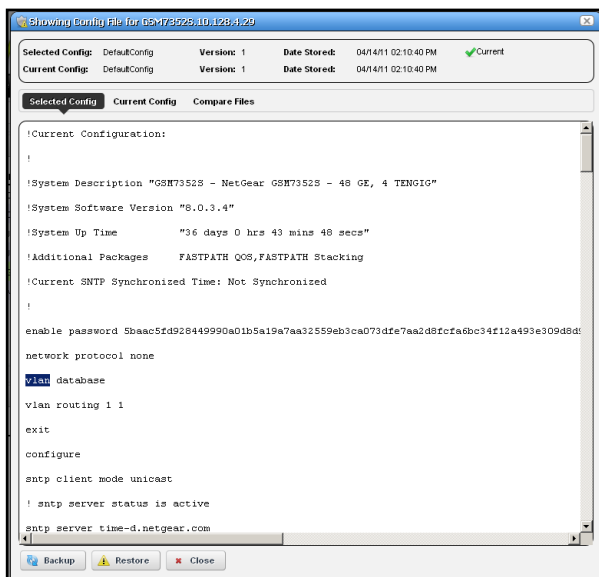 Showing Config File for GSM7352S.10.128.4.29
Selected Config: DefaultConfig Version: 1 Date Stored: 04/14/11 02:10:40 PM Current
Current Config: DefaultConfig Version: 1 Date Stored: 04/14/11 02:10:40 PM
Selected Config Current Config Compare Files
!Current Configuration:
!
!System Description "GSM7352S - NetGear GSM7352S - 48 GE, 4 TENGIG"
!System Software Version "8.0.3.4"
!System Up Time "36 days 0 hrs 43 mins 48 secs"
!Additional Packages FASTPATH QOS,FASTPATH Stacking
!Current SNTP Synchronized Time: Not Synchronized
!
enable password 5baac5fd928449990a01b5a19a7aa32559eb3ca073dfe7aa2d8fcfa6bc34f12a493e309d8d9
network protocol none
vlan database
vlan routing 1 1
exit
configure
sntp client mode unicast
! sntp server status is active
sntp server time-d.netgear.com
Backup Restore Close